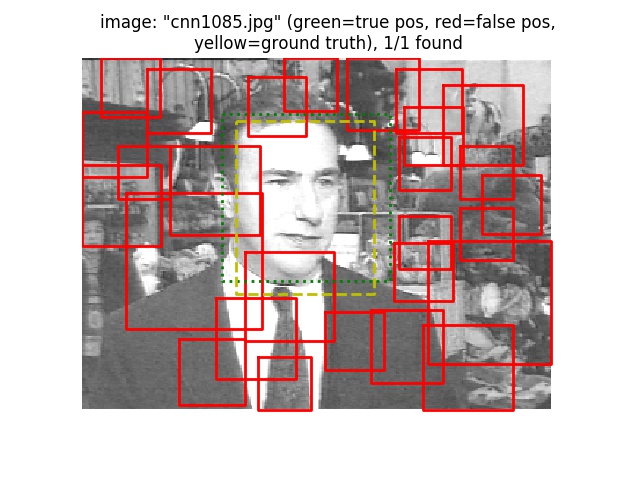 image: "cnn1085.jpg" (green=true pos, red=false pos,
yellow=ground truth), 1/1 found